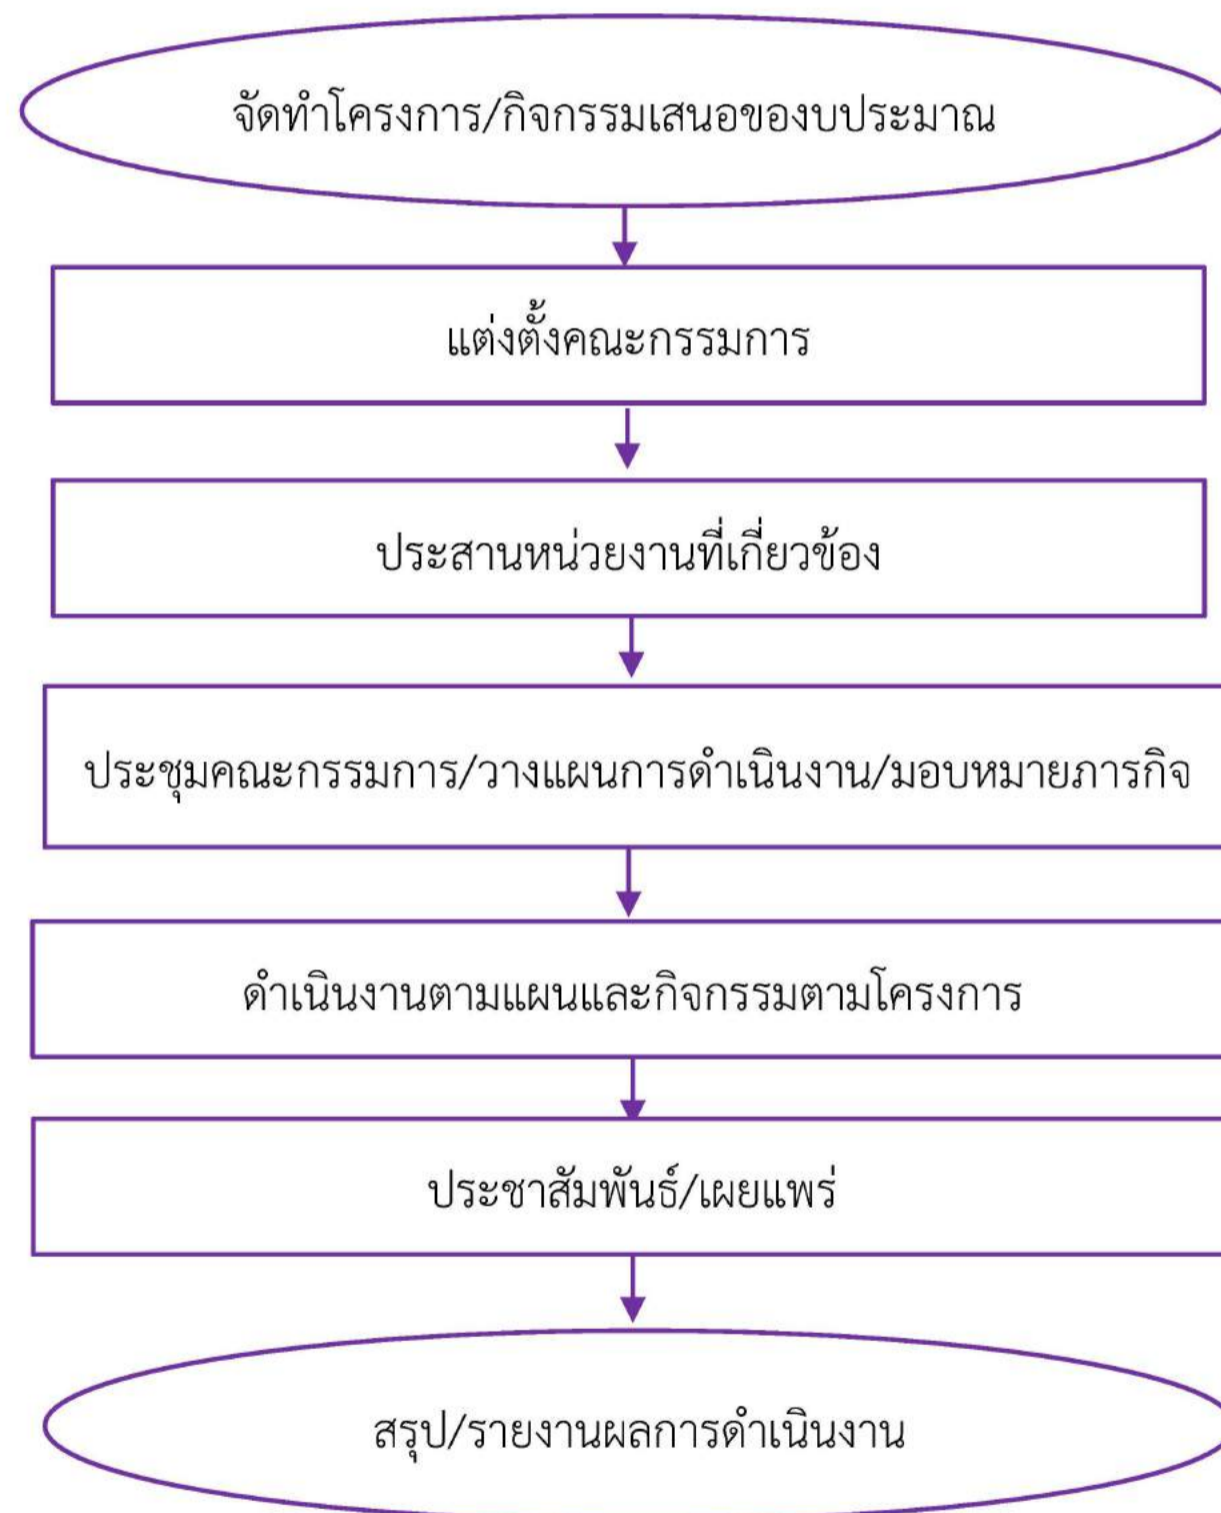 จัดทำโครงการ/กิจกรรมเสนอของบประมาณ
แต่งตั้งคณะกรรมการ
ประสานหน่วยงานที่เกี่ยวข้อง
ประชุมคณะกรรมการ/วางแผนการดำเนินงาน/มอบหมายภารกิจ
ดำเนินงานตามแผนและกิจกรรมตามโครงการ
ประชาสัมพันธ์/เผยแพร่
สรุป/รายงานผลการดำเนินงาน